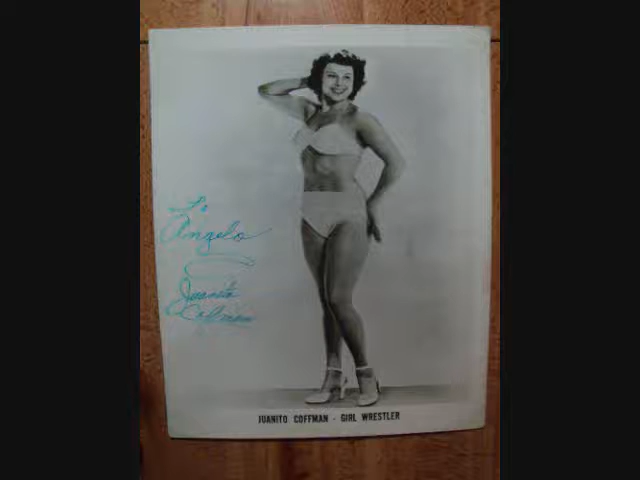 To
Angelo
Juanita
Coffman
JUANITO COFFMAN - GIRL WRESTLER